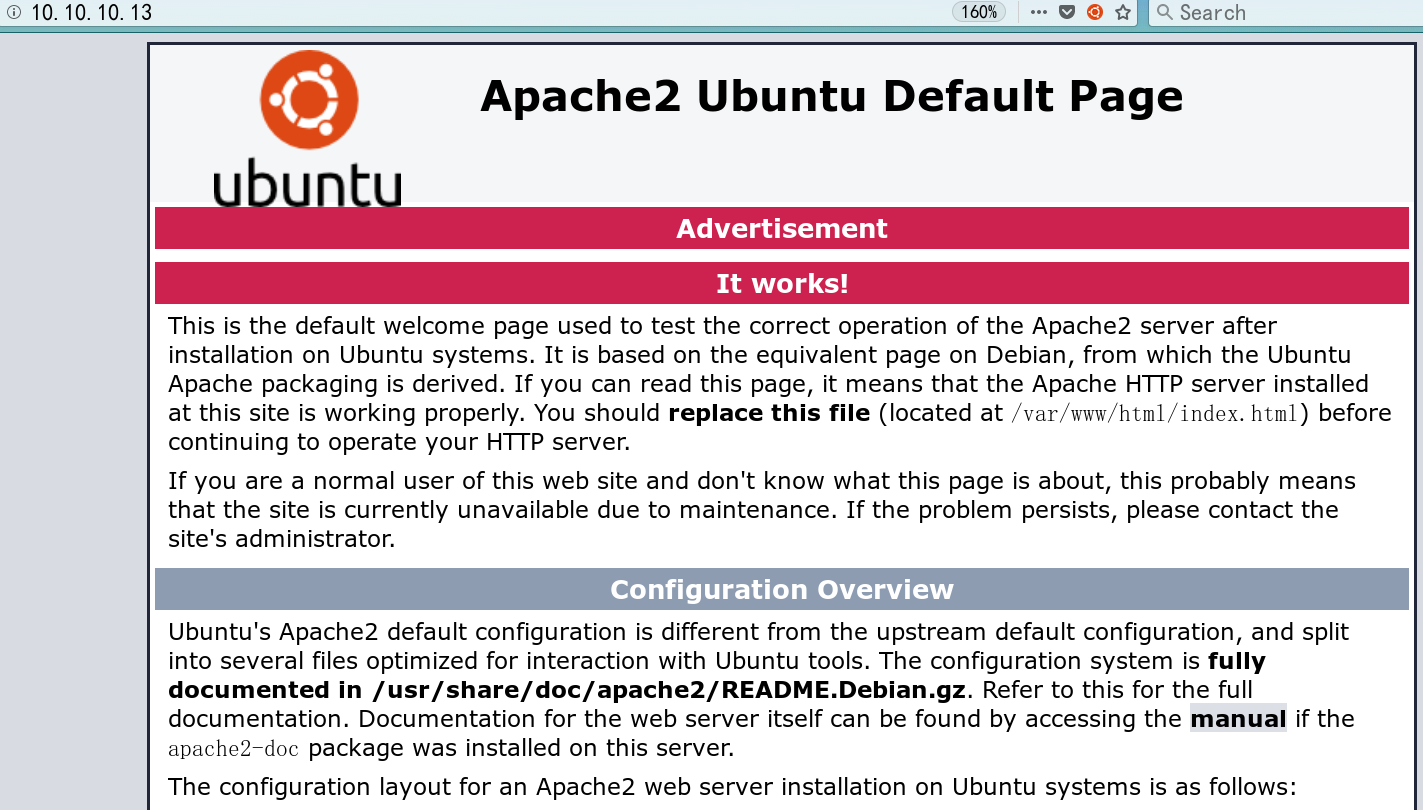 10.10.10.13
160%
Search
ubuntu
Apache2 Ubuntu Default Page
Advertisement
It works!
This is the default welcome page used to test the correct operation of the Apache2 server after
installation on Ubuntu systems. It is based on the equivalent page on Debian, from which the Ubuntu
Apache packaging is derived. If you can read this page, it means that the Apache HTTP server installed
at this site is working properly. You should replace this file (located at /var/www/html/index.html) before
continuing to operate your HTTP server.
If you are a normal user of this web site and don't know what this page is about, this probably means
that the site is currently unavailable due to maintenance. If the problem persists, please contact the
site's administrator.
Configuration Overview
Ubuntu's Apache2 default configuration is different from the upstream default configuration, and split
into several files optimized for interaction with Ubuntu tools. The configuration system is fully
documented in /usr/share/doc/apache2/README.Debian.gz. Refer to this for the full
documentation. Documentation for the web server itself can be found by accessing the manual if the
apache2-doc package was installed on this server.
The configuration layout for an Apache2 web server installation on Ubuntu systems is as follows: